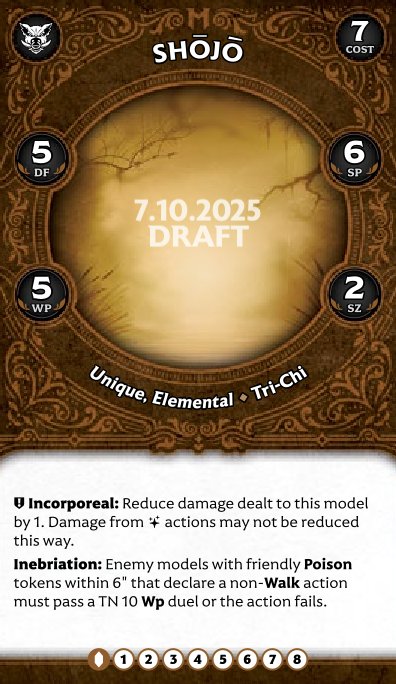 SHŌJŌ
7
COST
5
DF
6
SP
7.10.2025
DRAFT
5
WP
2
SZ
Unique, Elemental ◆ Tri-Chi
Incorporeal: Reduce damage dealt to this model
by 1. Damage from actions may not be reduced
this way.
Inebriation: Enemy models with friendly Poison
tokens within 6" that declare a non-Walk action
must pass a TN 10 Wp duel or the action fails.
1 2 3 4 5 6 7 8